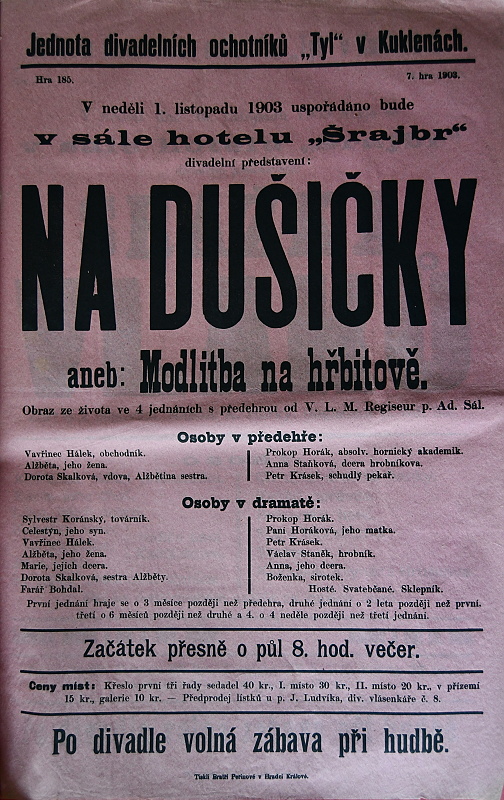 Jednota divadelních ochotníků „Tyl“ v Kuklenách.
Hra 185.
7. hra 1903.
V neděli 1. listopadu 1903 uspořádáno bude
v sále hotelu „Šrajbr“
divadelní představení:
NA DUŠIČKY
aneb: Modlitba na hřbitově.
Obraz ze života ve 4 jednáních s předehrou od V. L. M. Regiseur p. Ad. Sál.
Osoby v předehře:
Vavřinec Hálek, obchodník.
Alžběta, jeho žena.
Dorota Skalková, vdova, Alžbětina sestra.
Prokop Horák, absolv. hornický akademik.
Anna Staňková, dcera hrobníkova.
Petr Krásek, schudlý pekař.
Osoby v dramatě:
Sylvestr Koránský, továrník.
Celestýn, jeho syn.
Vavřinec Hálek.
Alžběta, jeho žena.
Marie, jejich dcera.
Dorota Skalková, sestra Alžběty.
Farář Bohdal.
Prokop Horák.
Paní Horáková, jeho matka.
Petr Krásek.
Václav Staněk, hrobník.
Anna, jeho dcera.
Boženka, sirotek.
Hosté. Svatebčané. Sklepník.
První jednání hraje se o 3 měsíce později než předehra, druhé jednání o 2 leta později než první.
třetí o 6 měsíců později než druhé a 4. o 4 neděle později než třetí jednání.
Začátek přesně o půl 8. hod. večer.
Ceny míst: Křeslo první tři řady sedadel 40 kr., I. místo 30 kr., II. místo 20 kr., v přízemí
15 kr., galerie 10 kr. — Předprodej lístků u p. J. Ludvíka, div. vlásenkáře č. 8.
Po divadle volná zábava při hudbě.
Tiskli Bratři Peřinové v Hradci Králové.